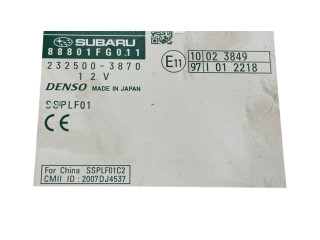 SUBARU
88801FG011
232500-3870
12V
DENSO MADE IN JAPAN
SSPLF01
CE
E11
10 02 3849
97 I 01 2218
For China SSPLF01C2
CMII ID : 2007DJ4537